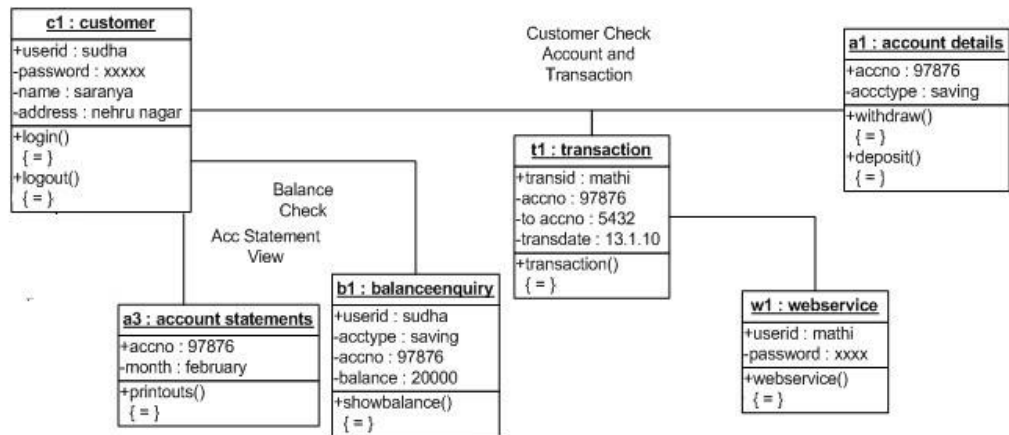 c1 : customer
+userid : sudha
-password : xxxxx
-name : saranya
-address : nehru nagar
+login()
{ = }
+logout()
{ = }
Customer Check
Account and
Transaction
a1 : account details
+accno : 97876
-accctype : saving
+withdraw()
{ = }
+deposit()
{ = }
t1 : transaction
+transid : mathi
-accno : 97876
-to accno : 5432
-transdate : 13.1.10
+transaction()
{ = }
Balance
Check
Acc Statement
View
a3 : account statements
+accno : 97876
-month : february
+printouts()
{ = }
b1 : balanceenquiry
+userid : sudha
-acctype : saving
-accno : 97876
-balance : 20000
+showbalance()
{ = }
w1 : webservice
+userid : mathi
-password : xxxx
+webservice()
{ = }